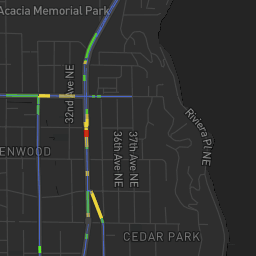 Acacia Memorial Park
32nd Ave NE
36th Ave NE
37th Ave NE
Riviera Pl NE
ENWOOD
CEDAR PARK